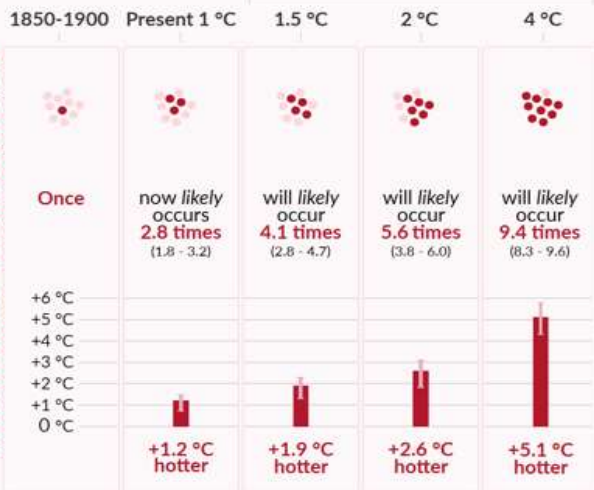 1850-1900 Present 1 °C 1.5 °C 2 °C 4 °C
Once
now likely
occurs
2.8 times
(1.8 - 3.2)
will likely
occur
4.1 times
(2.8 - 4.7)
will likely
occur
5.6 times
(3.8 - 6.0)
will likely
occur
9.4 times
(8.3 - 9.6)
+6 °C
+5 °C
+4 °C
+3 °C
+2 °C
+1 °C
0 °C
+1.2 °C
hotter
+1.9 °C
hotter
+2.6 °C
hotter
+5.1 °C
hotter